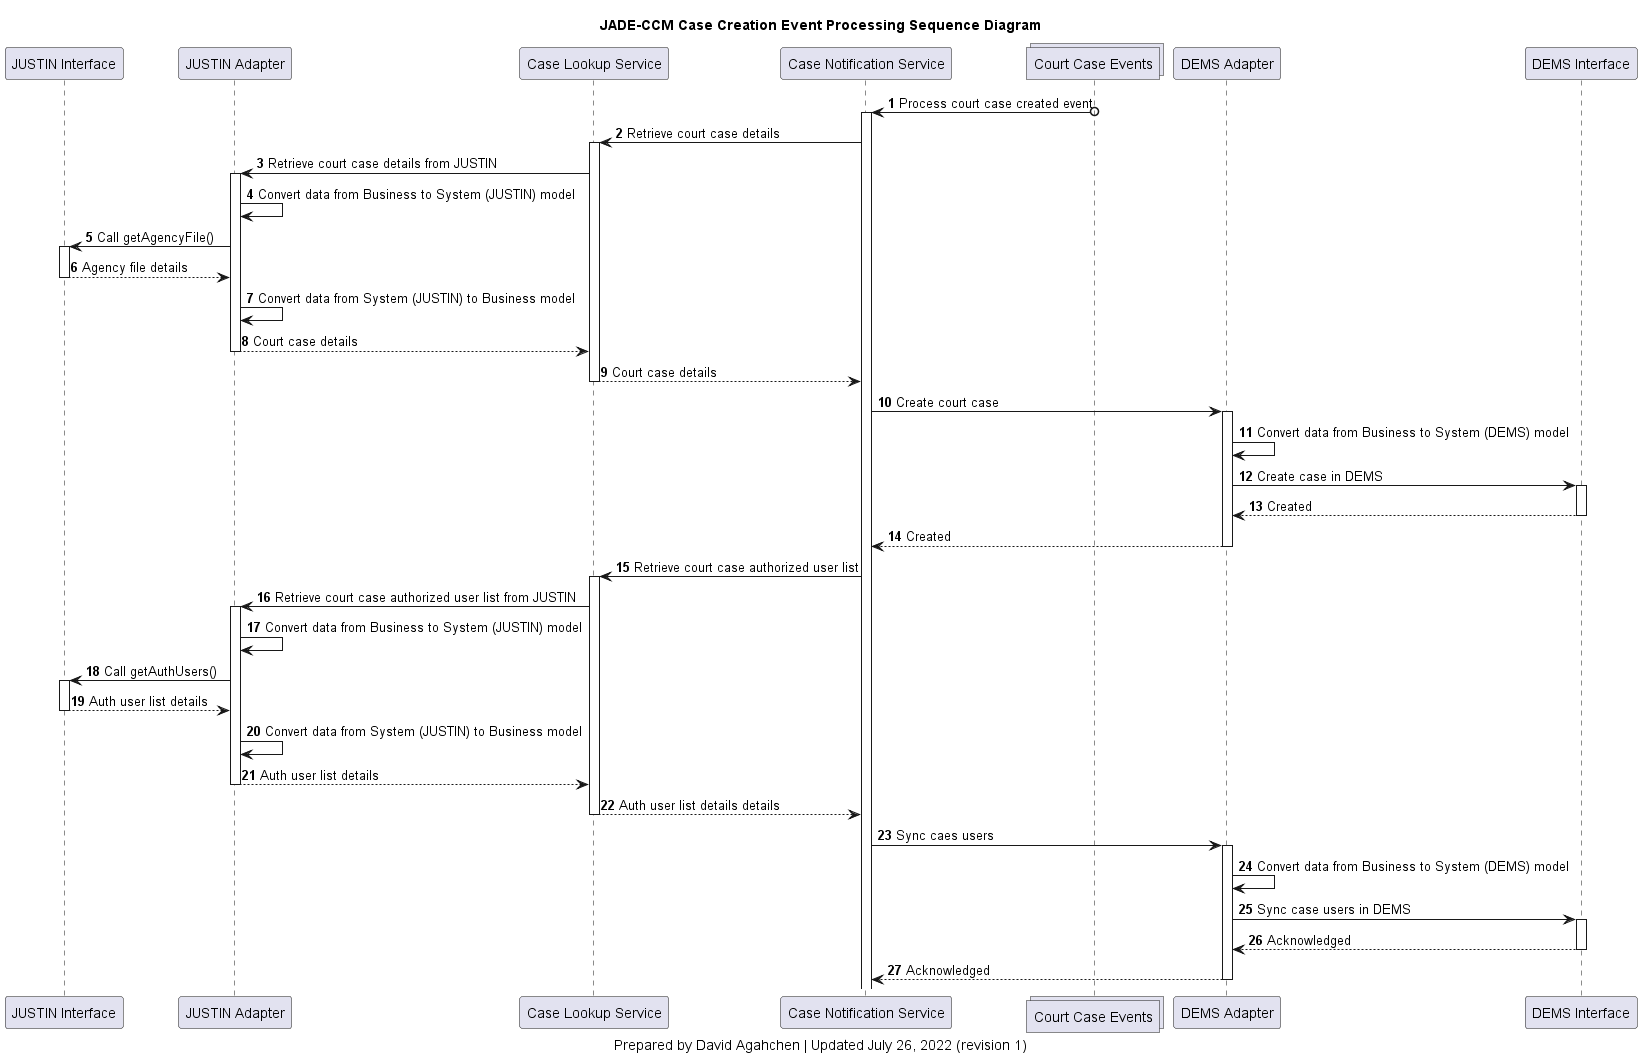 JADE-CCM Case Creation Event Processing Sequence Diagram
JUSTIN Interface
JUSTIN Adapter
Case Lookup Service
Case Notification Service
Court Case Events
DEMS Adapter
DEMS Interface
1 Process court case created event
2 Retrieve court case details
3 Retrieve court case details from JUSTIN
4 Convert data from Business to System (JUSTIN) model
5 Call getAgencyFile()
6 Agency file details
7 Convert data from System (JUSTIN) to Business model
8 Court case details
9 Court case details
10 Create court case
11 Convert data from Business to System (DEMS) model
12 Create case in DEMS
13 Created
14 Created
15 Retrieve court case authorized user list
16 Retrieve court case authorized user list from JUSTIN
17 Convert data from Business to System (JUSTIN) model
18 Call getAuthUsers()
19 Auth user list details
20 Convert data from System (JUSTIN) to Business model
21 Auth user list details
22 Auth user list details details
23 Sync caes users
24 Convert data from Business to System (DEMS) model
25 Sync case users in DEMS
26 Acknowledged
27 Acknowledged
JUSTIN Interface
JUSTIN Adapter
Case Lookup Service
Case Notification Service
Court Case Events
DEMS Adapter
DEMS Interface
Prepared by David Agahchen | Updated July 26, 2022 (revision 1)